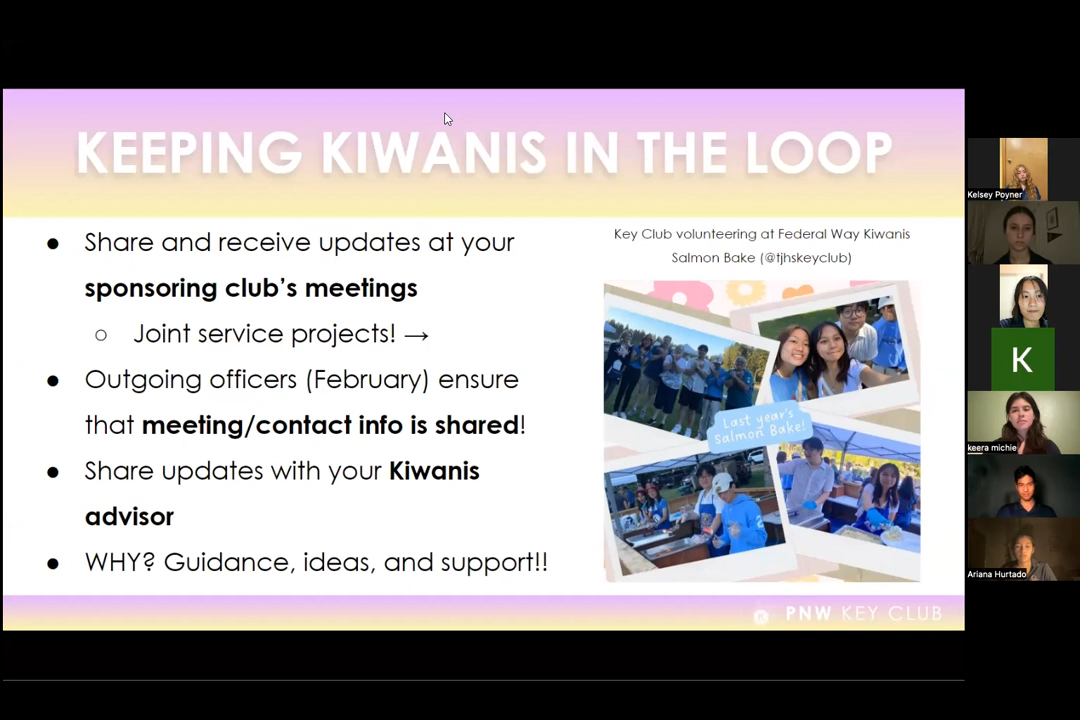 KEEPING KIWANIS IN THE LOOP
● Share and receive updates at your
sponsoring club's meetings
○ Joint service projects! →
● Outgoing officers (February) ensure
that meeting/contact info is shared!
● Share updates with your Kiwanis
advisor
● WHY? Guidance, ideas, and support!!
Key Club volunteering at Federal Way Kiwanis
Salmon Bake (@tjhskeyclub)
Last year's
Salmon Bake!
PNW KEY CLUB
Kelsey Poyner
K
keera michie
Ariana Hurtado